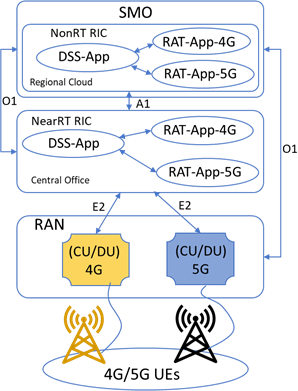 SMO
NonRT RIC
RAT-App-4G
DSS-App
RAT-App-5G
Regional Cloud
O1
O1
A1
NearRT RIC
RAT-App-4G
DSS-App
RAT-App-5G
Central Office
E2
E2
RAN
(CU/DU)
4G
(CU/DU)
5G
4G/5G UEs